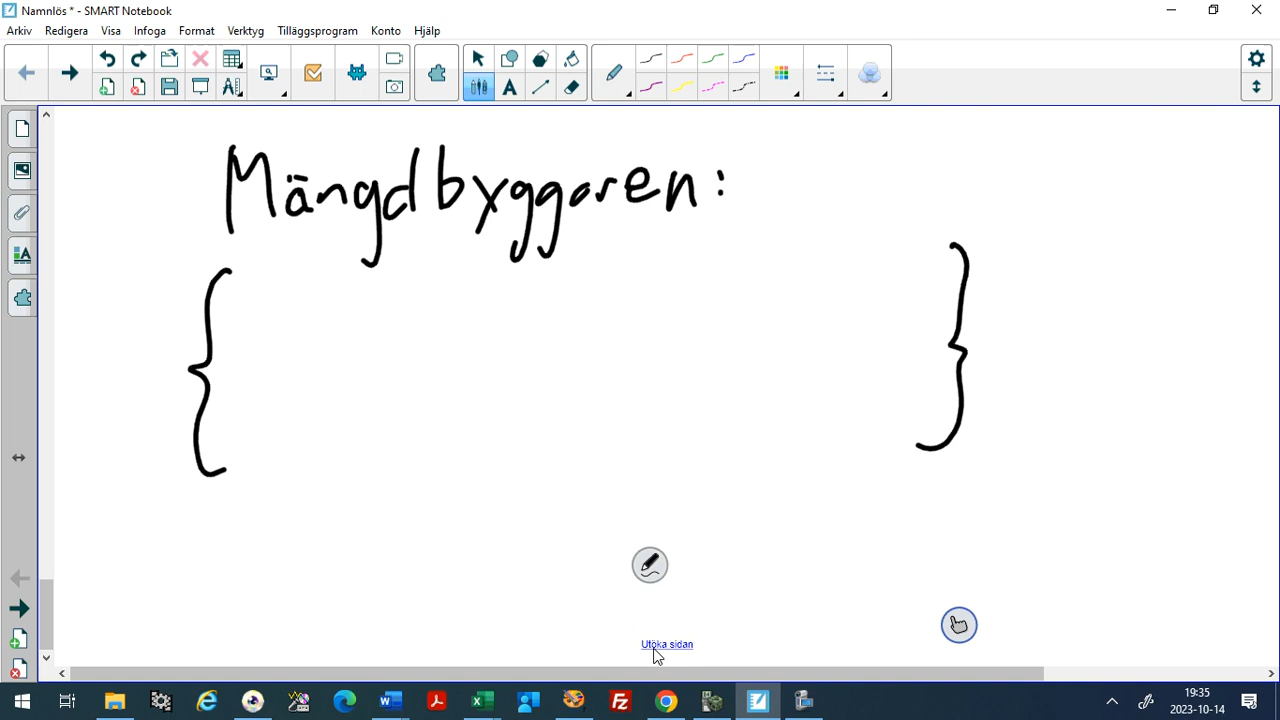 Namnlös * - SMART Notebook
Arkiv Redigera Visa Infoga Format Verktyg Tilläggsprogram Konto Hjälp
Mängdbyggaren:
{ }
Utöka sidan
19:35
2023-10-14